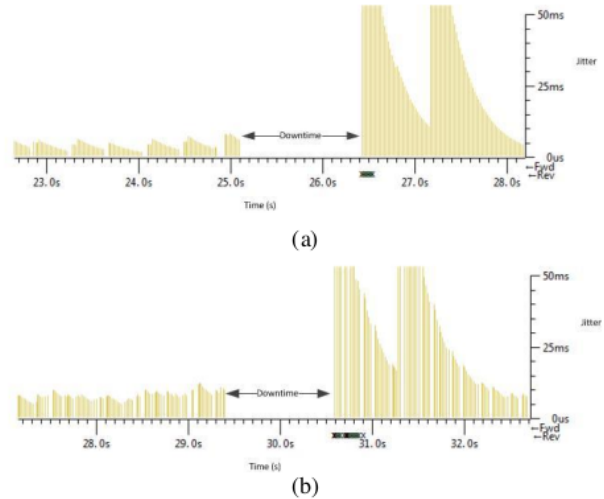 50ms
Jitter
25ms
Downtime
0us
←Fwd
←Rev
23.0s 24.0s 25.0s 26.0s 27.0s 28.0s
Time (s)
(a)
50ms
Jitter
25ms
Downtime
0us
←Fwd
←Rev
28.0s 29.0s 30.0s 31.0s 32.0s
Time (s)
(b)